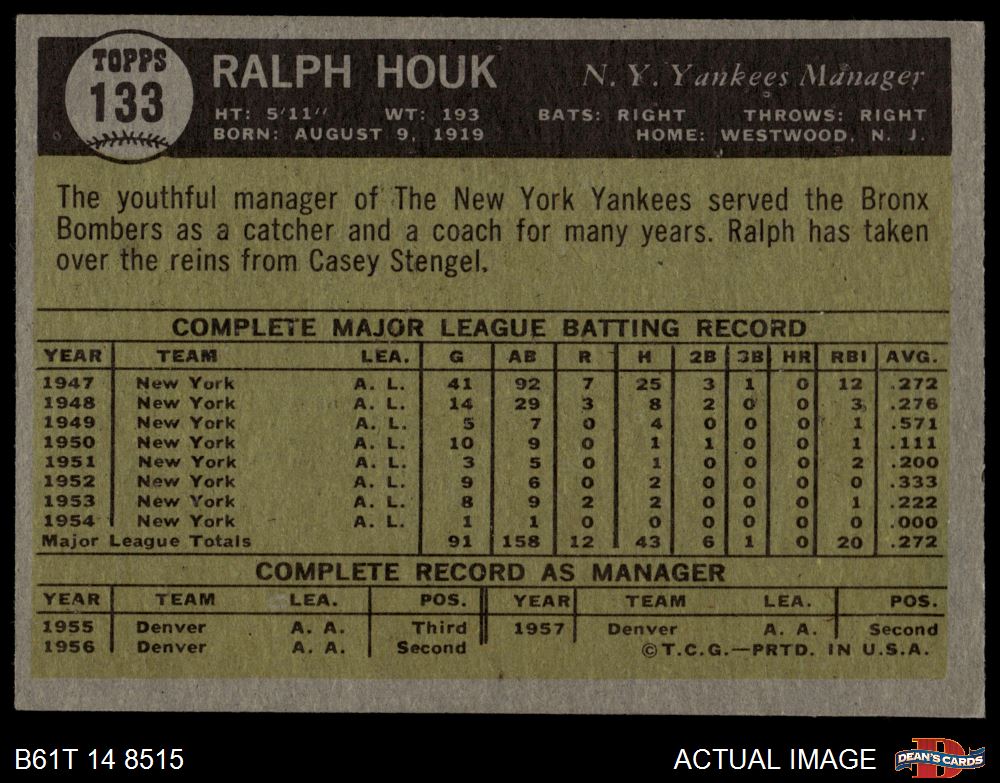 TOPPS
133
RALPH HOUK N. Y. Yankees Manager
HT: 5'11" WT: 193 BATS: RIGHT THROWS: RIGHT
BORN: AUGUST 9, 1919 HOME: WESTWOOD, N. J.
The youthful manager of The New York Yankees served the Bronx
Bombers as a catcher and a coach for many years. Ralph has taken
over the reins from Casey Stengel.
COMPLETE MAJOR LEAGUE BATTING RECORD
YEAR TEAM LEA. G AB R H 2B 3B HR RBI AVG.
1947 New York A. L. 41 92 7 25 3 1 0 12 .272
1948 New York A. L. 14 29 3 8 2 0 0 3 .276
1949 New York A. L. 5 7 0 4 0 0 0 1 .571
1950 New York A. L. 10 9 0 1 1 0 0 1 .111
1951 New York A. L. 3 5 0 1 0 0 0 2 .200
1952 New York A. L. 9 6 0 2 0 0 0 0 .333
1953 New York A. L. 8 9 2 2 0 0 0 1 .222
1954 New York A. L. 1 1 0 0 0 0 0 0 .000
Major League Totals 91 158 12 43 6 1 0 20 .272
COMPLETE RECORD AS MANAGER
YEAR TEAM LEA. POS. YEAR TEAM LEA. POS.
1955 Denver A. A. Third 1957 Denver A. A. Second
1956 Denver A. A. Second ©T.C.G.—PRTD. IN U.S.A.
B61T 14 8515 ACTUAL IMAGE D DEAN'S CARDS